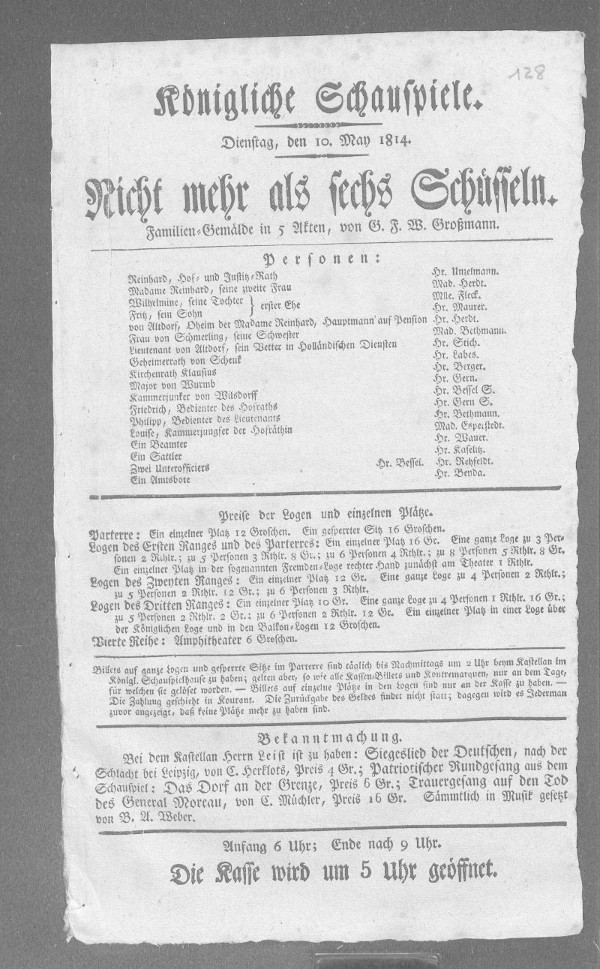 128
Königliche Schauspiele.
Dienstag, den 10. May 1814.
Nicht mehr als sechs Schüsseln.
Familien-Gemälde in 5 Akten, von G. F. W. Großmann.
Personen:
Reinhard, Hof- und Justiz-Rath Hr. Unzelmann.
Madame Reinhard, seine zweite Frau Mad. Herdt.
Wilhelmine, seine Tochter } erster Ehe Mlle. Fleck.
Fritz, sein Sohn Hr. Maurer.
von Altdorf, Oheim der Madame Reinhard, Hauptmann auf Pension Hr. Herdt.
Frau von Schmerling, seine Schwester Mad. Bethmann.
Lieutenant von Altdorf, sein Vetter in Holländischen Diensten Hr. Stich.
Geheimerrath von Schenk Hr. Labes.
Kirchenrath Klausius Hr. Berger.
Major von Wurmb Hr. Gern.
Kammerjunker von Wilsdorff Hr. Bessel S.
Friedrich, Bedienter des Hofraths Hr. Gern S.
Philipp, Bedienter des Lieutenants Hr. Bethmann.
Louise, Kammerjungfer der Hofräthin Mad. Esperstedt.
Ein Beamter Hr. Wauer.
Ein Sattler Hr. Kaselitz.
Zwei Unterofficiers Hr. Bessel. Hr. Rehfeldt.
Ein Amtsbote Hr. Benda.
Preise der Logen und einzelnen Plätze.
Parterre: Ein einzelner Platz 12 Groschen. Ein gesperrter Sitz 16 Groschen.
Logen des Ersten Ranges und des Parterres: Ein einzelner Platz 16 Gr. Eine ganze Loge zu 3 Per-
sonen 2 Rthlr.; zu 5 Personen 3 Rthlr. 8 Gr.; zu 6 Personen 4 Rthlr.; zu 8 Personen 5 Rthlr. 8 Gr.
Ein einzelner Platz in der sogenannten Fremden-Loge rechter Hand zunächst am Theater 1 Rthlr.
Logen des Zweyten Ranges: Ein einzelner Platz 12 Gr. Eine ganze Loge zu 4 Personen 2 Rthlr.;
zu 5 Personen 2 Rthlr. 12 Gr.; zu 6 Personen 3 Rthlr.
Logen des Dritten Ranges: Ein einzelner Platz 10 Gr. Eine ganze Loge zu 4 Personen 1 Rthlr. 16 Gr.;
zu 5 Personen 2 Rthlr. 2 Gr.; zu 6 Personen 2 Rthlr. 12 Gr. Ein einzelner Platz in einer Loge über
der Königlichen Loge und in den Balkon-Logen 12 Groschen.
Vierte Reihe: Amphitheater 6 Groschen.
Billets auf ganze Logen und gesperrte Sitze im Parterre sind täglich bis Nachmittags um 2 Uhr beym Kastellan im
Königl. Schauspielhause zu haben; gelten aber, so wie alle Kassen-Billets und Kontremarquen, nur an dem Tage,
für welchen sie gelöset worden. — Billets auf einzelne Plätze in den Logen sind nur an der Kasse zu haben. —
Die Zahlung geschieht in Kourant. Die Zurückgabe des Geldes findet nicht statt; dagegen wird es Jederman
zuvor angezeigt, daß keine Plätze mehr zu haben sind.
Bekanntmachung.
Bei dem Kastellan Herrn Leist ist zu haben: Siegeslied der Deutschen, nach der
Schlacht bei Leipzig, von C. Herklots, Preis 4 Gr.; Patriotischer Rundgesang aus dem
Schauspiel: Das Dorf an der Grenze, Preis 6 Gr.; Trauergesang auf den Tod
des General Moreau, von C. Müchler, Preis 16 Gr. Sämmtlich in Musik gesetzt
von B. A. Weber.
Anfang 6 Uhr; Ende nach 9 Uhr.
Die Kasse wird um 5 Uhr geöffnet.